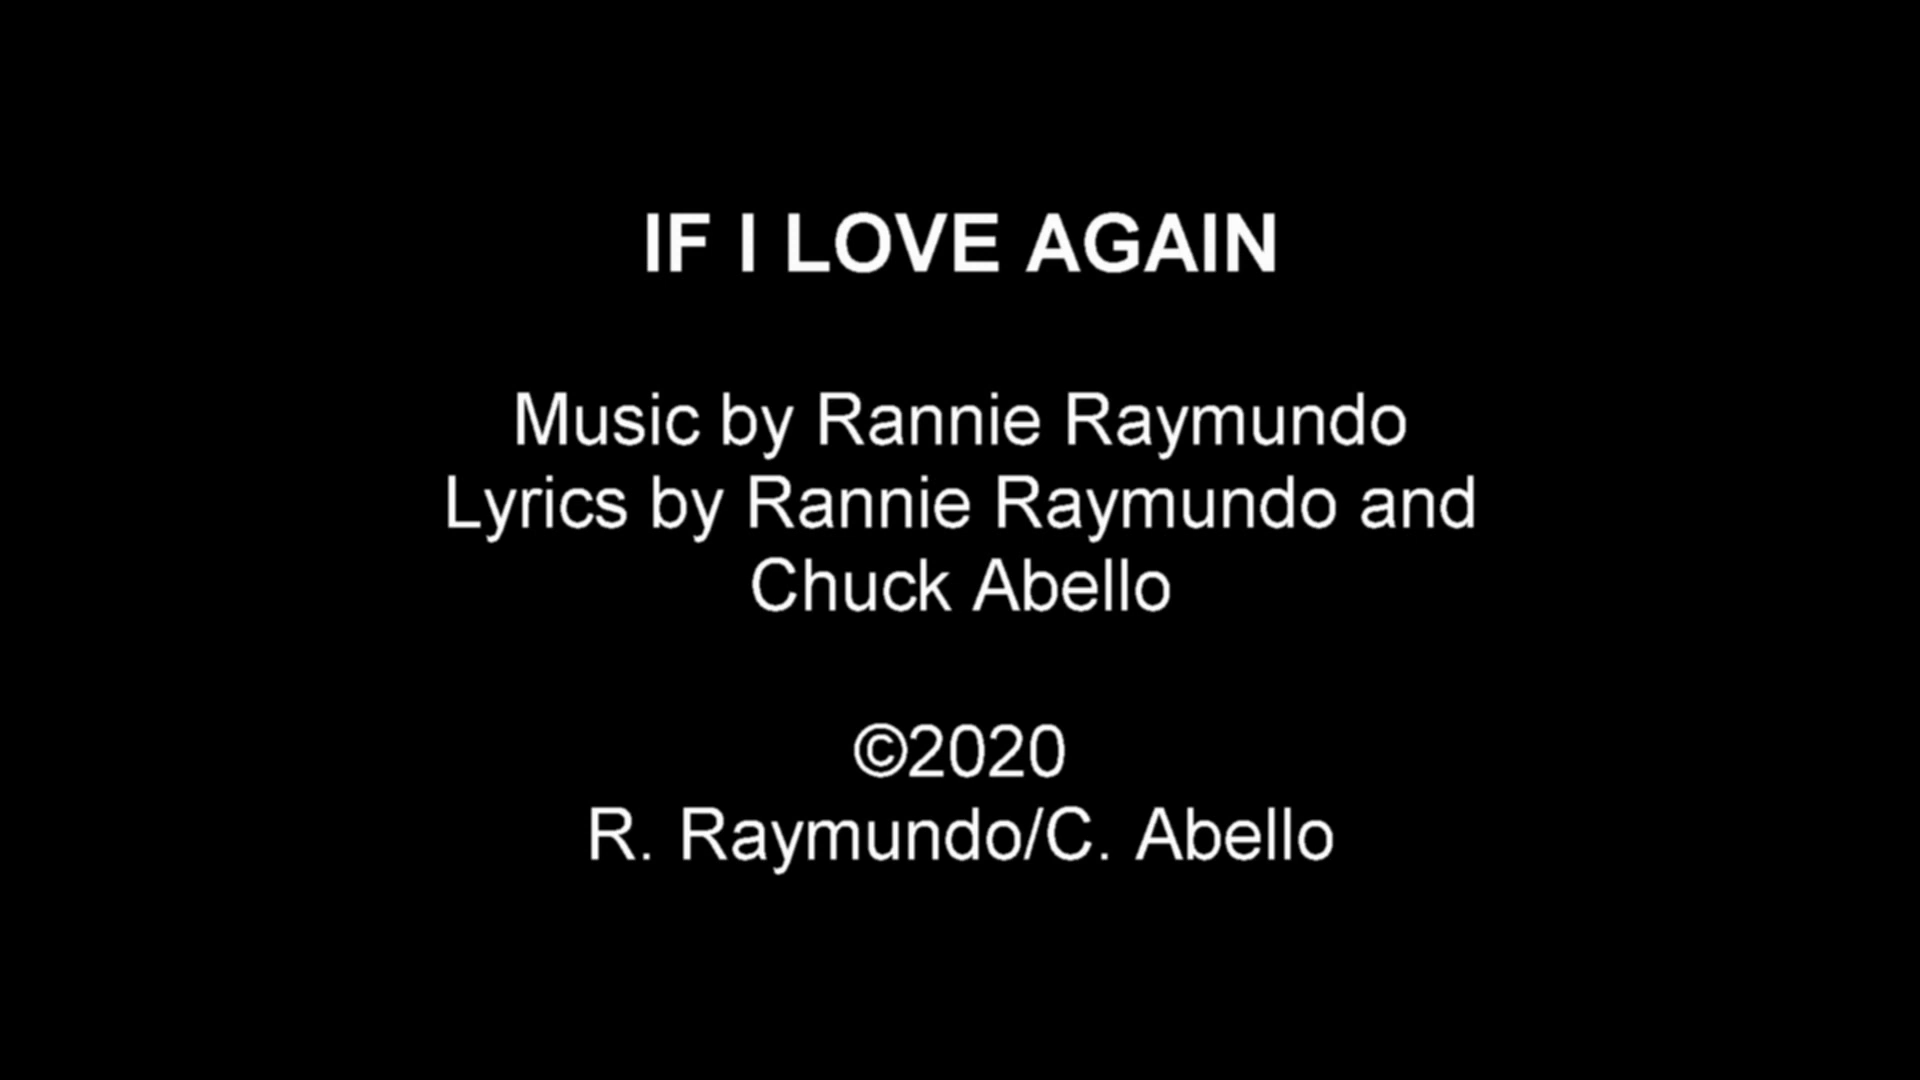 IF I LOVE AGAIN
Music by Rannie Raymundo
Lyrics by Rannie Raymundo and
Chuck Abello
©2020
R. Raymundo/C. Abello